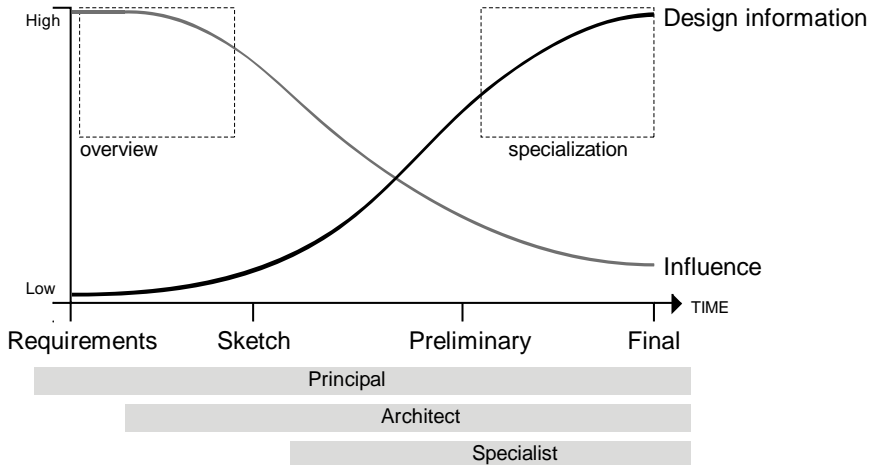 High
Design information
overview
specialization
Influence
Low
TIME
Requirements
Sketch
Preliminary
Final
Principal
Architect
Specialist